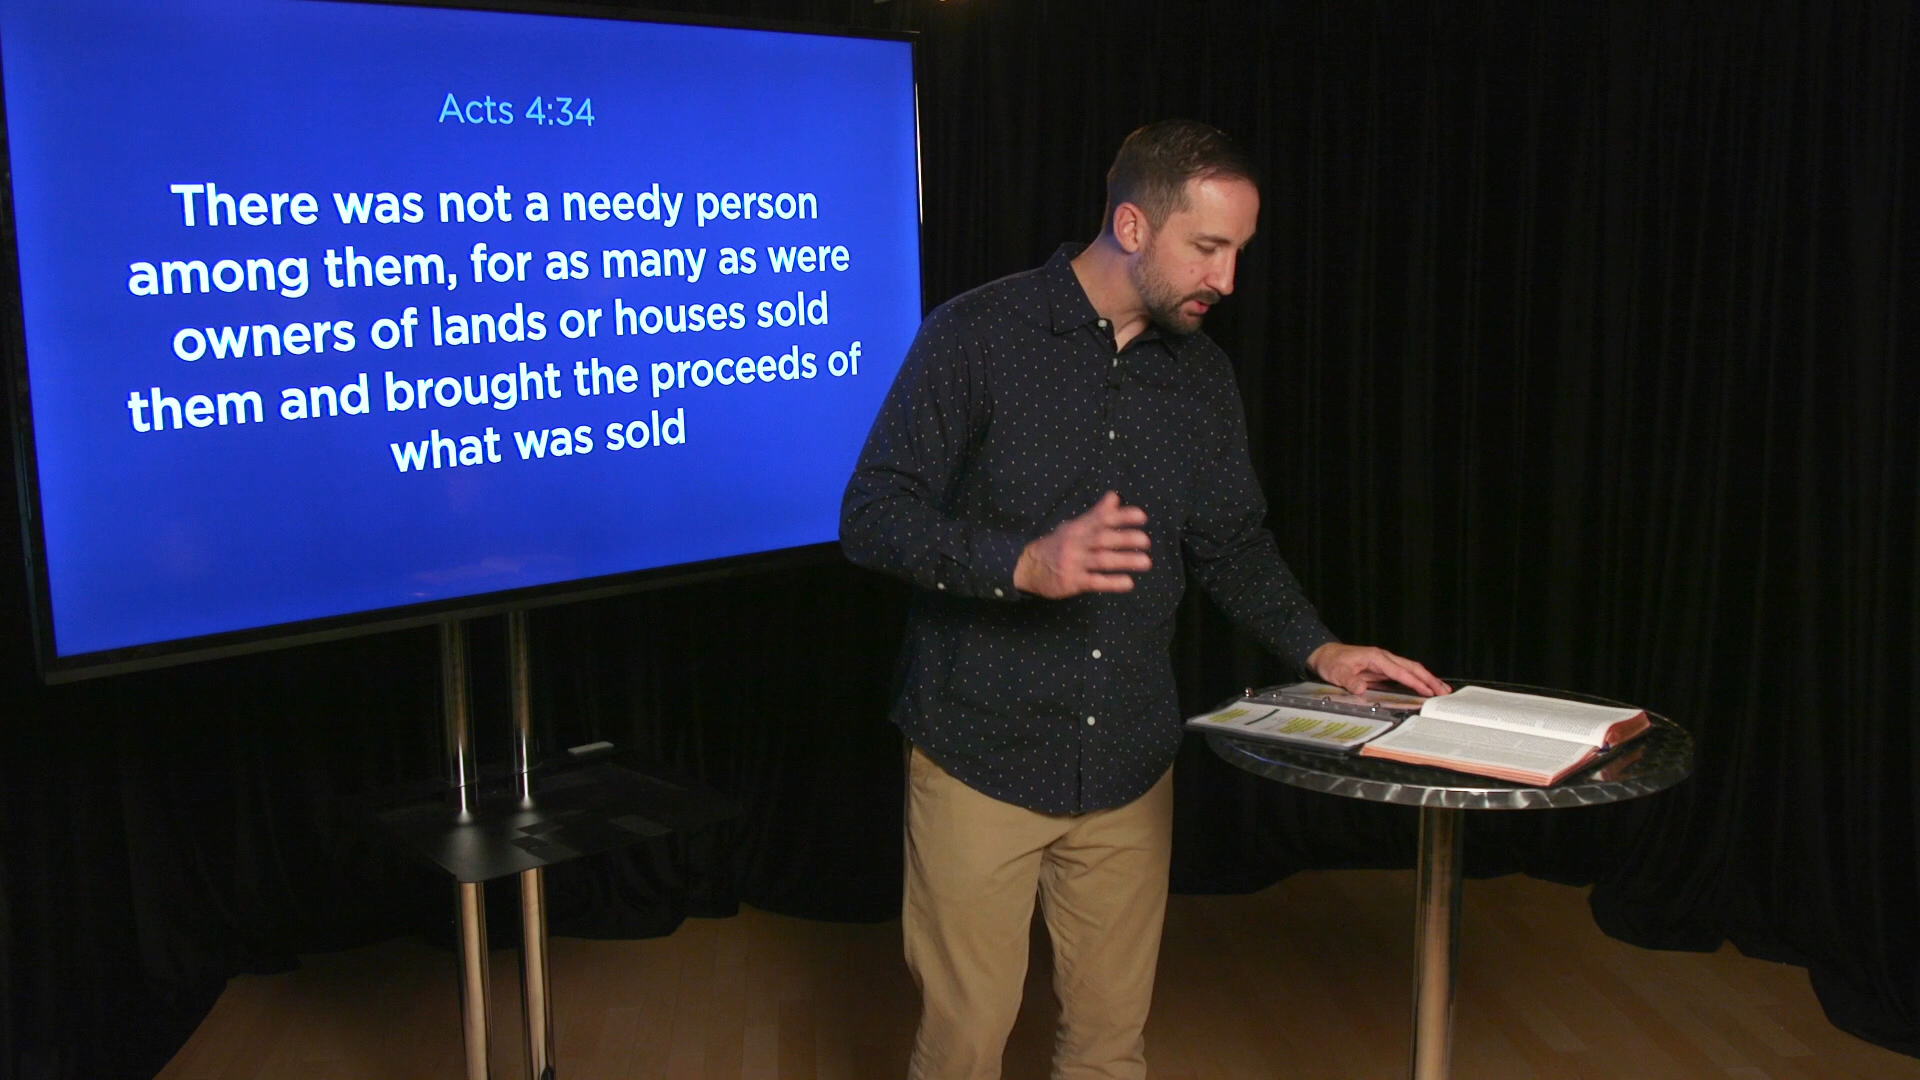 Acts 4:34
There was not a needy person
among them, for as many as were
owners of lands or houses sold
them and brought the proceeds of
what was sold